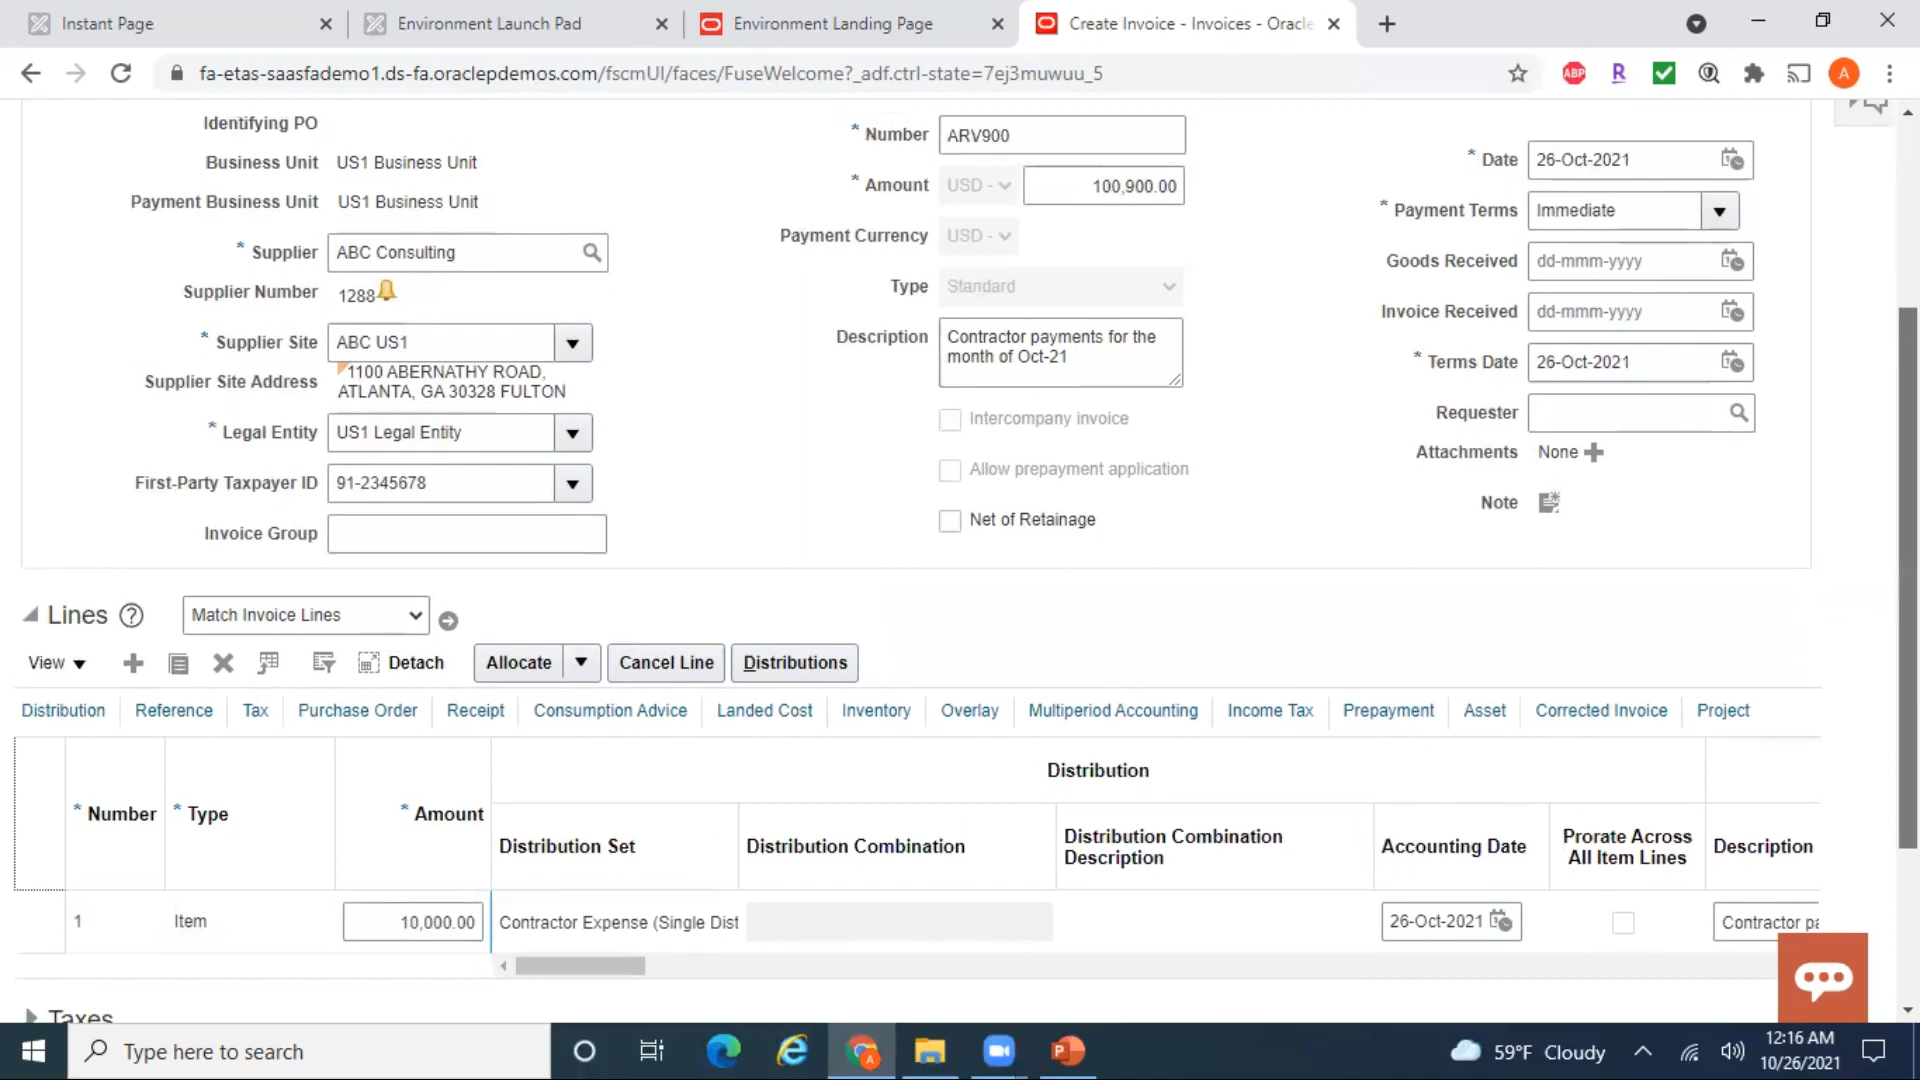 Instant Page
Environment Launch Pad
Environment Landing Page
Create Invoice - Invoices - Oracle
fa-etas-saasfademo1.ds-fa.oraclepdemos.com/fscmUI/faces/FuseWelcome?_adf.ctrl-state=7ej3muwuu_5
ABP
R
A
Identifying PO
Business Unit US1 Business Unit
Payment Business Unit US1 Business Unit
* Supplier ABC Consulting
Supplier Number 1288
* Supplier Site ABC US1
Supplier Site Address 1100 ABERNATHY ROAD,
ATLANTA, GA 30328 FULTON
* Legal Entity US1 Legal Entity
First-Party Taxpayer ID 91-2345678
Invoice Group
* Number ARV900
* Amount USD - 100,900.00
Payment Currency USD -
Type Standard
Description Contractor payments for the
month of Oct-21
Intercompany invoice
Allow prepayment application
Net of Retainage
* Date 26-Oct-2021
* Payment Terms Immediate
Goods Received dd-mmm-yyyy
Invoice Received dd-mmm-yyyy
* Terms Date 26-Oct-2021
Requester
Attachments None
Note
Lines ? Match Invoice Lines
View Detach Allocate Cancel Line Distributions
Distribution Reference Tax Purchase Order Receipt Consumption Advice Landed Cost Inventory Overlay Multiperiod Accounting Income Tax Prepayment Asset Corrected Invoice Project
Distribution
* Number * Type * Amount
Distribution Set Distribution Combination Distribution Combination
Description
Accounting Date Prorate Across
All Item Lines
Description
1 Item 10,000.00 Contractor Expense (Single Dist 26-Oct-2021 Contractor pa
Taxes
Type here to search
A
P
59°F Cloudy
12:16 AM
10/26/2021